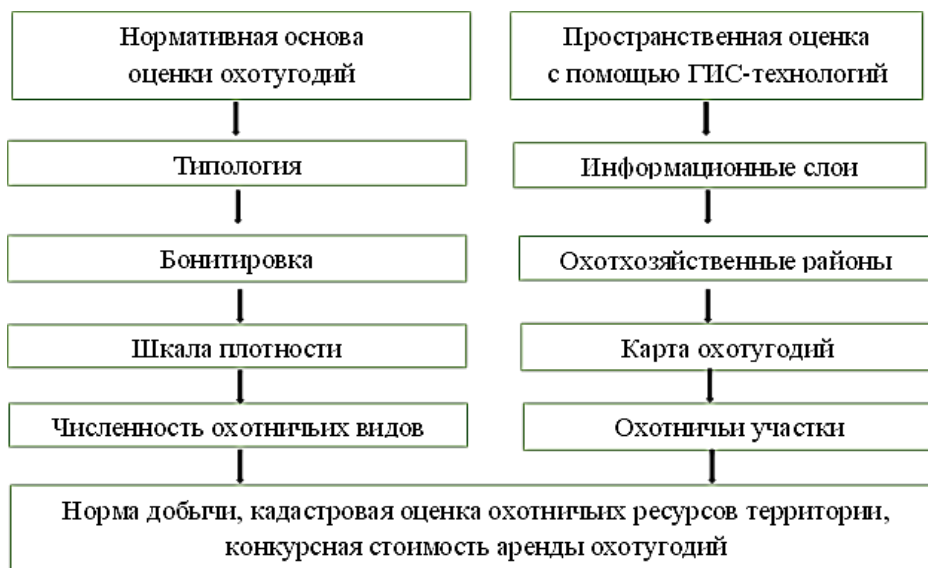 Нормативная основа
оценки охотугодий
Типология
Бонитировка
Шкала плотности
Численность охотничьих видов
Пространственная оценка
с помощью ГИС-технологий
Информационные слои
Охотхозяйственные районы
Карта охотугодий
Охотничьи участки
Норма добычи, кадастровая оценка охотничьих ресурсов территории,
конкурсная стоимость аренды охотугодий